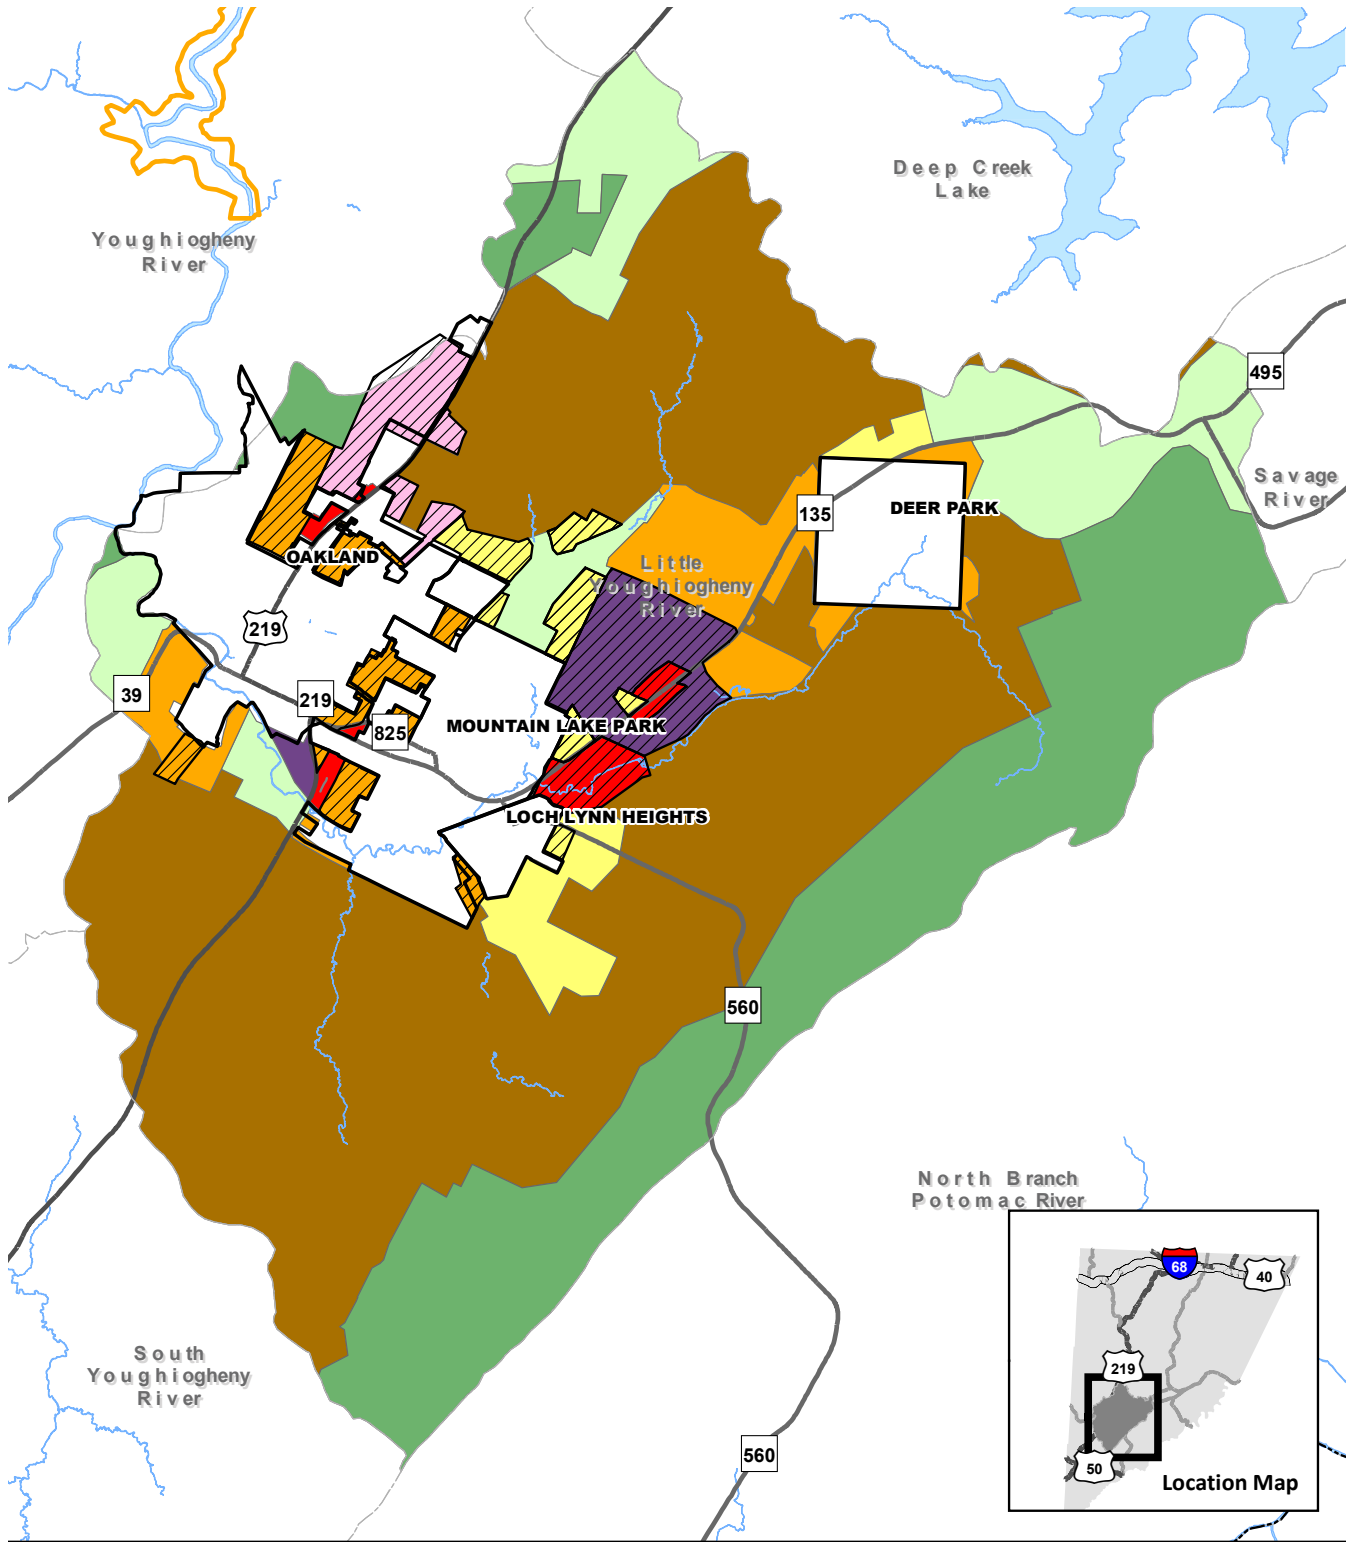 Deep Creek
Lake
Youghiogheny
River
495
Savage
River
135
DEER PARK
OAKLAND
Little
Youghiogheny
River
219
39
219
825
MOUNTAIN LAKE PARK
LOCH LYNN HEIGHTS
560
North Branch
Potomac River
68
40
219
50
Location Map
South
Youghiogheny
River
560